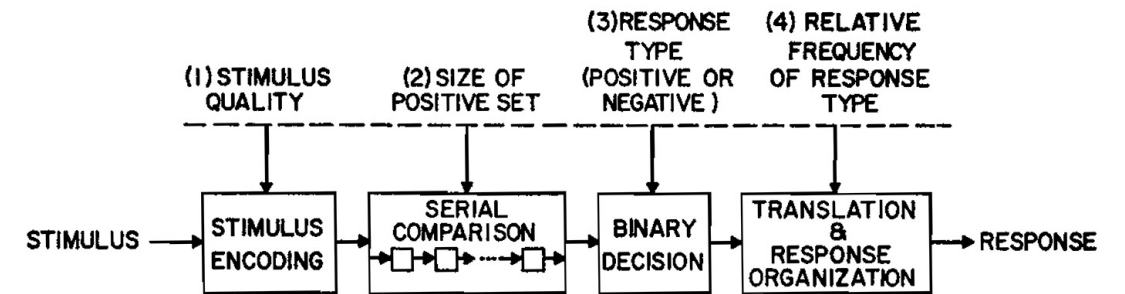 (1) STIMULUS
QUALITY
(2) SIZE OF
POSITIVE SET
(3) RESPONSE
TYPE
(POSITIVE OR
NEGATIVE)
(4) RELATIVE
FREQUENCY
OF RESPONSE
TYPE
STIMULUS
STIMULUS
ENCODING
SERIAL
COMPARISON
BINARY
DECISION
TRANSLATION
&
RESPONSE
ORGANIZATION
RESPONSE